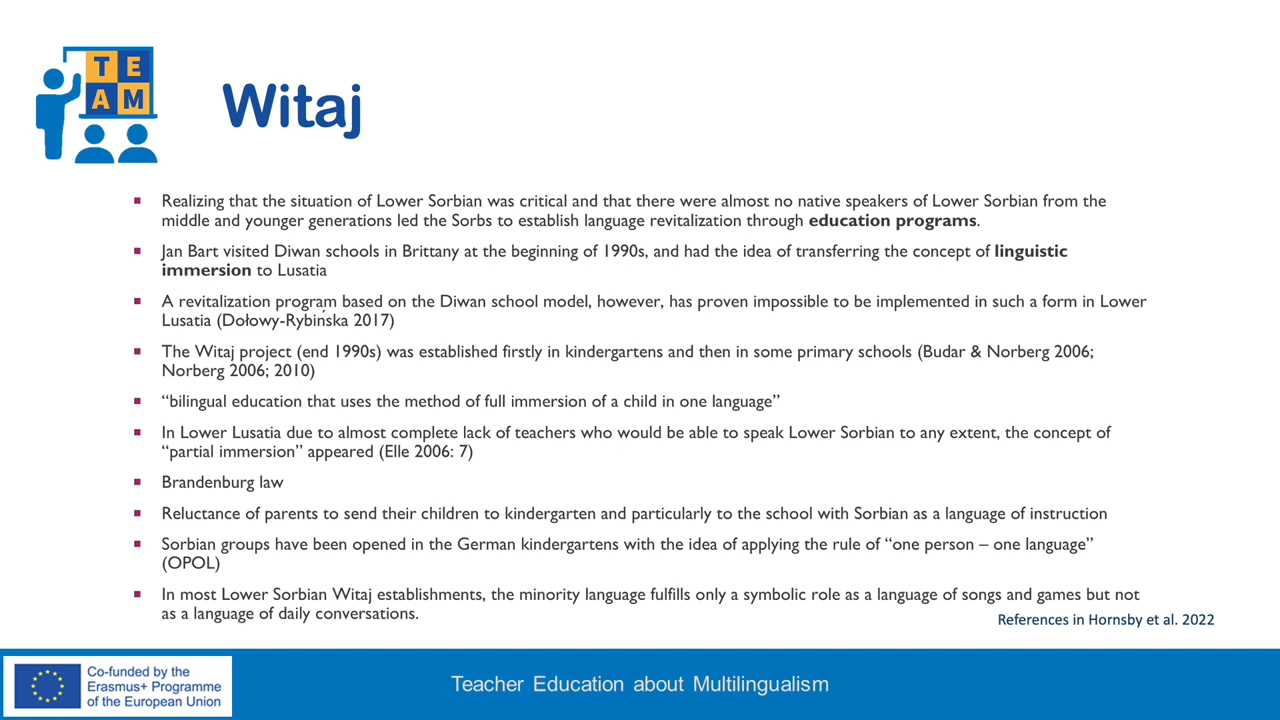 T E
A M
Witaj
Realizing that the situation of Lower Sorbian was critical and that there were almost no native speakers of Lower Sorbian from the
middle and younger generations led the Sorbs to establish language revitalization through education programs.
Jan Bart visited Diwan schools in Brittany at the beginning of 1990s, and had the idea of transferring the concept of linguistic
immersion to Lusatia
A revitalization program based on the Diwan school model, however, has proven impossible to be implemented in such a form in Lower
Lusatia (Dołowy-Rybińska 2017)
The Witaj project (end 1990s) was established firstly in kindergartens and then in some primary schools (Budar & Norberg 2006;
Norberg 2006; 2010)
“bilingual education that uses the method of full immersion of a child in one language”
In Lower Lusatia due to almost complete lack of teachers who would be able to speak Lower Sorbian to any extent, the concept of
“partial immersion” appeared (Elle 2006: 7)
Brandenburg law
Reluctance of parents to send their children to kindergarten and particularly to the school with Sorbian as a language of instruction
Sorbian groups have been opened in the German kindergartens with the idea of applying the rule of “one person – one language”
(OPOL)
In most Lower Sorbian Witaj establishments, the minority language fulfills only a symbolic role as a language of songs and games but not
as a language of daily conversations.
References in Hornsby et al. 2022
Co-funded by the
Erasmus+ Programme
of the European Union
Teacher Education about Multilingualism